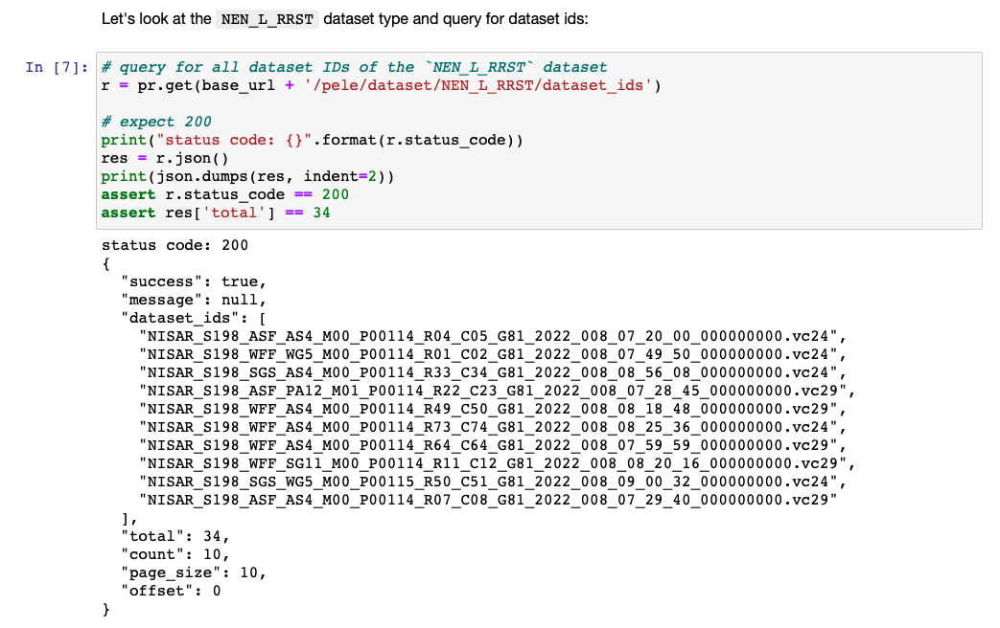 Let's look at the NEN_L_RRST dataset type and query for dataset ids:
In [7]: # query for all dataset IDs of the `NEN_L_RRST` dataset
r = pr.get(base_url + '/pele/dataset/NEN_L_RRST/dataset_ids')
# expect 200
print("status code: {}".format(r.status_code))
res = r.json()
print(json.dumps(res, indent=2))
assert r.status_code == 200
assert res['total'] == 34
status code: 200
{
  "success": true,
  "message": null,
  "dataset_ids": [
    "NISAR_S198_ASF_AS4_M00_P00114_R04_C05_G81_2022_008_07_20_00_000000000.vc24",
    "NISAR_S198_WFF_WG5_M00_P00114_R01_C02_G81_2022_008_07_49_50_000000000.vc24",
    "NISAR_S198_SGS_AS4_M00_P00114_R33_C34_G81_2022_008_08_56_08_000000000.vc24",
    "NISAR_S198_ASF_PA12_M01_P00114_R22_C23_G81_2022_008_07_28_45_000000000.vc29",
    "NISAR_S198_WFF_AS4_M00_P00114_R49_C50_G81_2022_008_08_18_48_000000000.vc29",
    "NISAR_S198_WFF_AS4_M00_P00114_R73_C74_G81_2022_008_08_25_36_000000000.vc24",
    "NISAR_S198_WFF_AS4_M00_P00114_R64_C64_G81_2022_008_07_59_59_000000000.vc29",
    "NISAR_S198_WFF_SG11_M00_P00114_R11_C12_G81_2022_008_08_20_16_000000000.vc29",
    "NISAR_S198_SGS_WG5_M00_P00115_R50_C51_G81_2022_008_09_00_32_000000000.vc24",
    "NISAR_S198_ASF_AS4_M00_P00114_R07_C08_G81_2022_008_07_29_40_000000000.vc29"
  ],
  "total": 34,
  "count": 10,
  "page_size": 10,
  "offset": 0
}